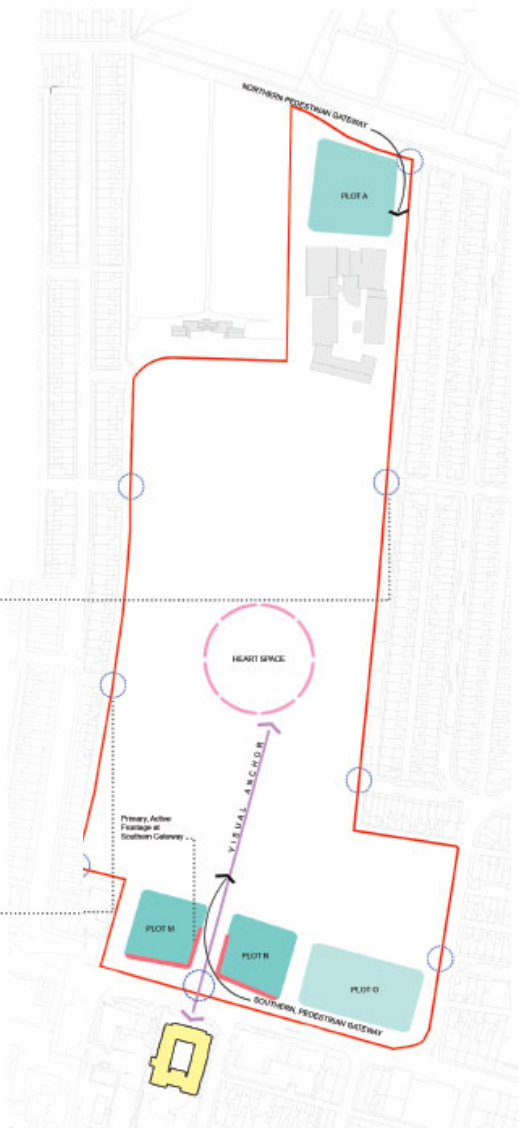 NORTHERN PEDESTRIAN GATEWAY
PLOT A
HEART SPACE
VISUAL ANCHOR
Primary, Active
Frontage at
Southern Gateway
PLOT M
PLOT N
PLOT O
SOUTHERN, PEDESTRIAN GATEWAY